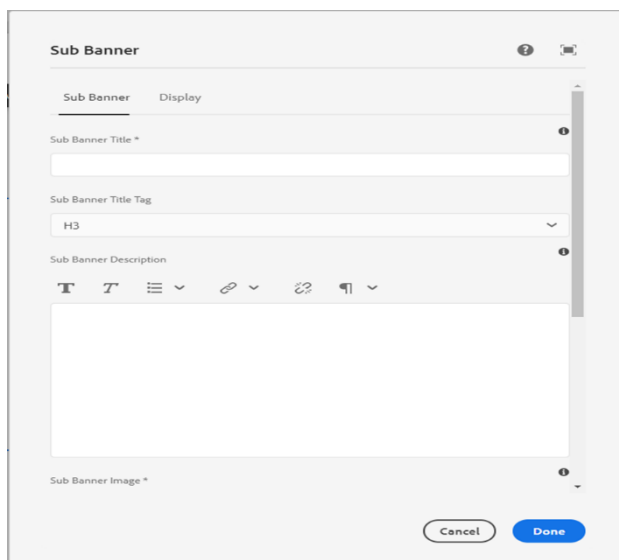 Sub Banner
Sub Banner Display
Sub Banner Title *
Sub Banner Title Tag
H3
Sub Banner Description
Sub Banner Image *
Cancel Done